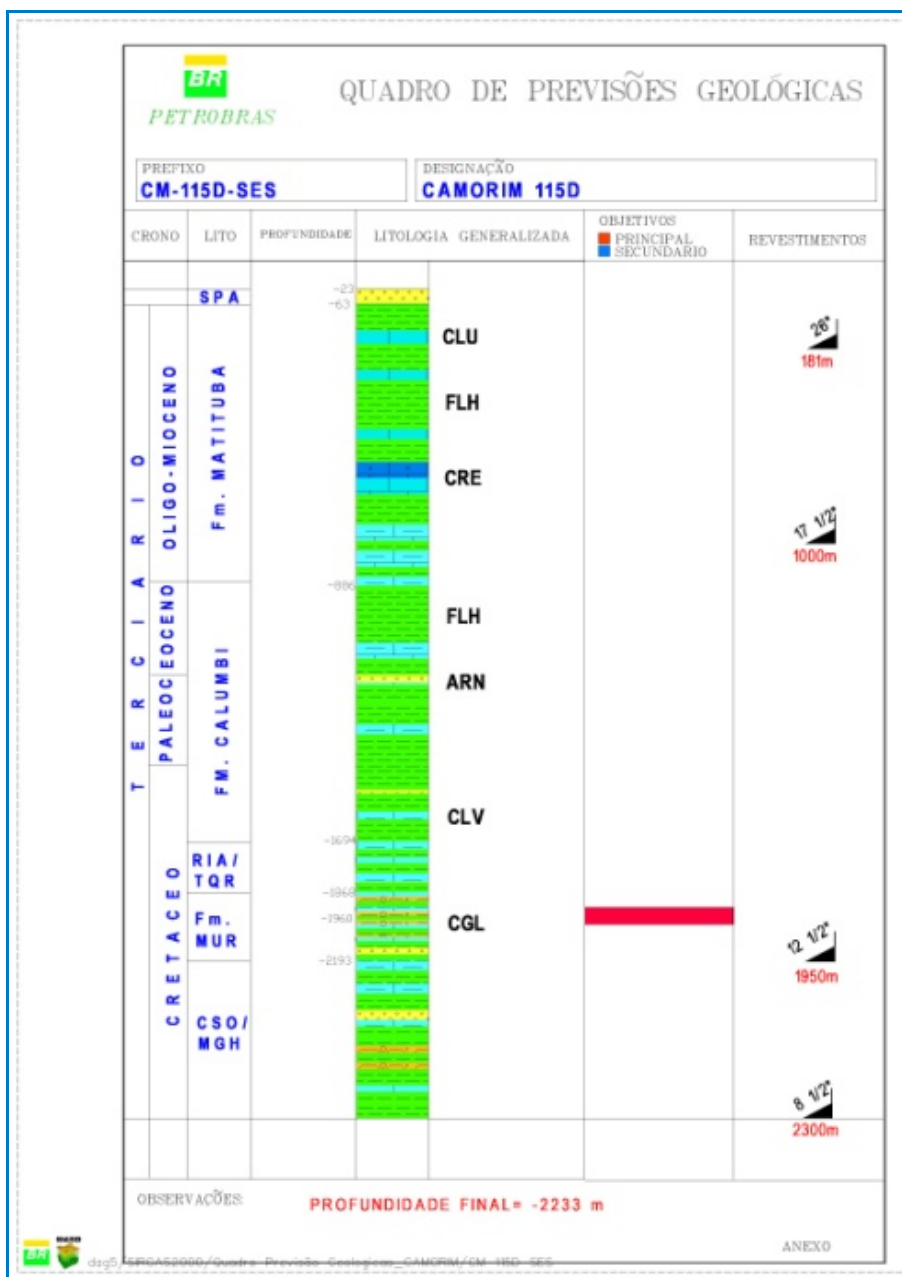 BR
PETROBRAS
QUADRO DE PREVISÕES GEOLÓGICAS
PREFIXO
CM-115D-SES
DESIGNAÇÃO
CAMORIM 115D
CRONO LITO PROFUNDIDADE LITOLOGIA GENERALIZADA OBJETIVOS PRINCIPAL SECUNDÁRIO REVESTIMENTOS
TERCIARIO
OLIGO-MIOCENO
EOCENO
PALEOC
CRETACEO
SPA
Fm. MATITUBA
FM. CALUMBI
RIA/
TQR
Fm.
MUR
CSO/
MGH
-23
-63
-886
-1694
-1968
-1960
-2193
CLU
FLH
CRE
FLH
ARN
CLV
CGL
26"
181m
17 1/2"
1000m
12 1/2"
1950m
8 1/2"
2300m
OBSERVAÇÕES:
PROFUNDIDADE FINAL= -2233 m
ANEXO
BR